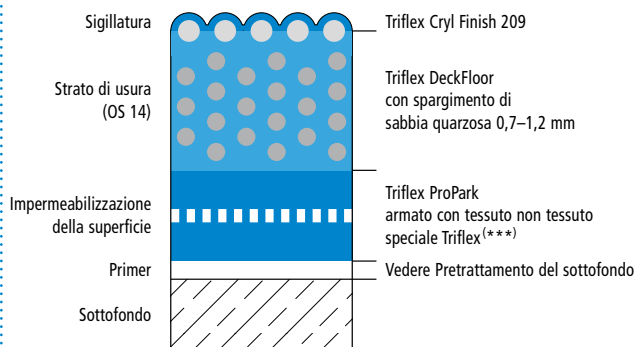 Sigillatura
Triflex Cryl Finish 209
Strato di usura
(OS 14)
Triflex DeckFloor
con spargimento di
sabbia quarzosa 0,7–1,2 mm
Impermeabilizzazione
della superficie
Triflex ProPark
armato con tessuto non tessuto
speciale Triflex(***)
Primer
Vedere Pretrattamento del sottofondo
Sottofondo